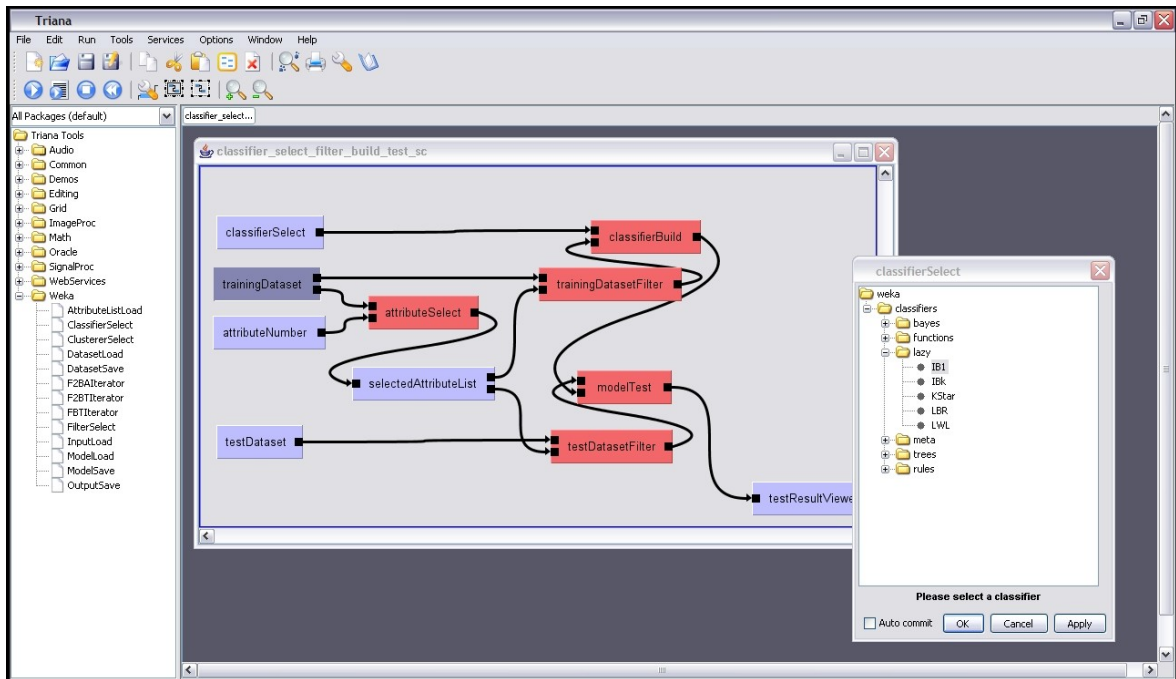 Triana
File Edit Run Tools Services Options Window Help
All Packages (default)
Triana Tools
Audio
Common
Demos
Editing
Grid
ImageProc
Math
Oracle
SignalProc
WebServices
Weka
AttributeListLoad
ClassifierSelect
ClustererSelect
DatasetLoad
DatasetSave
F2BAIterator
F2BTIterator
FBTIterator
FilterSelect
InputLoad
ModelLoad
ModelSave
OutputSave
classifier_select...
classifier_select_filter_build_test_sc
classifierSelect
classifierBuild
trainingDataset
trainingDatasetFilter
attributeSelect
attributeNumber
selectedAttributeList
modelTest
testDataset
testDatasetFilter
testResultViewe
classifierSelect
weka
classifiers
bayes
functions
lazy
IB1
IBk
KStar
LBR
LWL
meta
trees
rules
Please select a classifier
Auto commit OK Cancel Apply